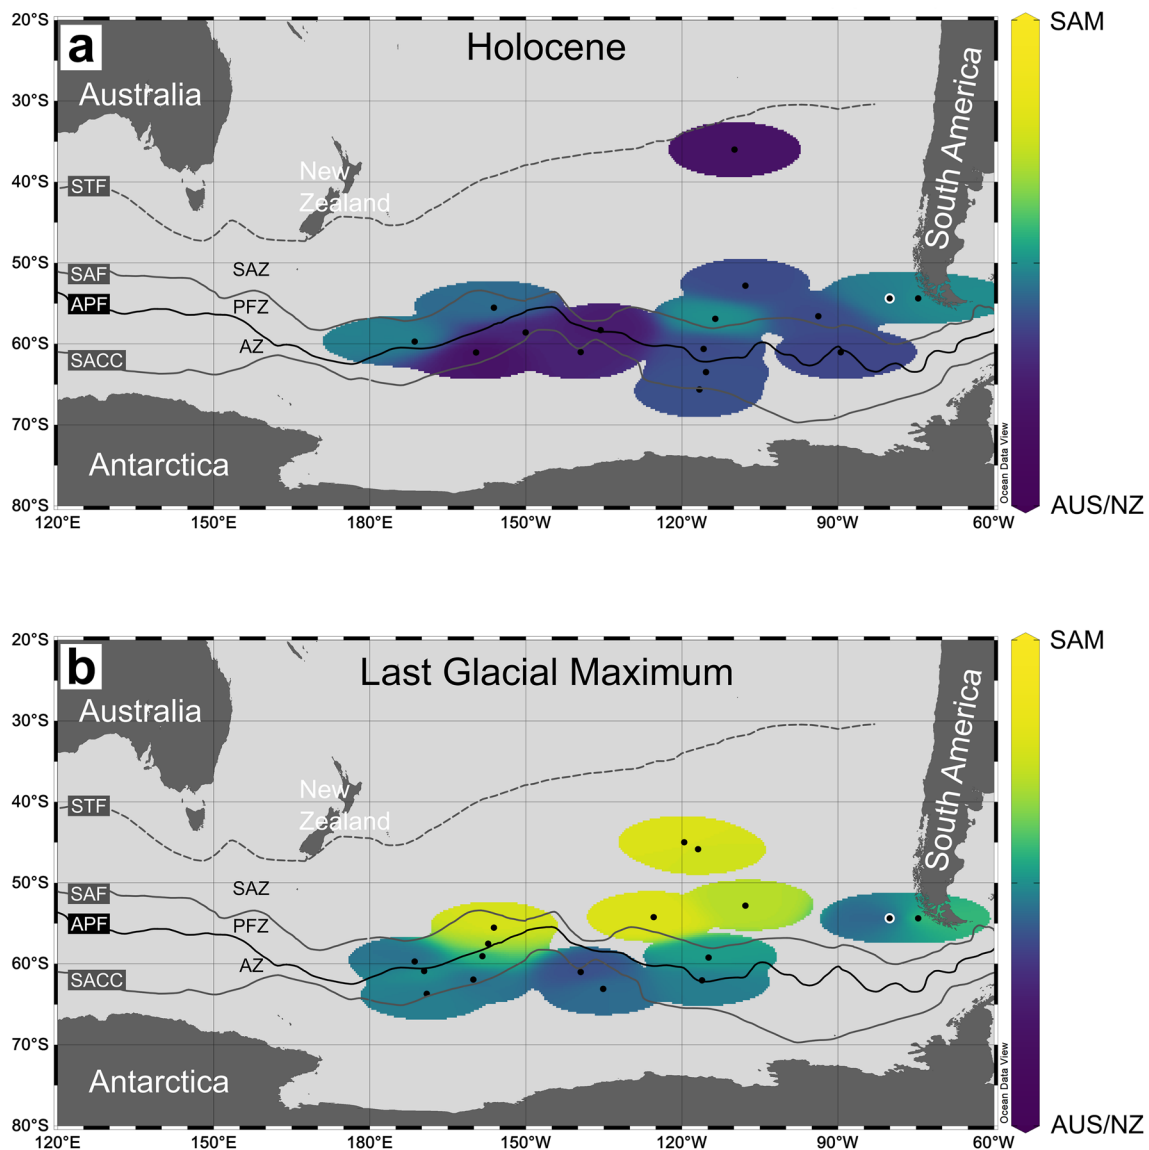 a
Holocene
Australia
New
Zealand
South America
Antarctica
STF
SAF
APF
SACC
SAZ
PFZ
AZ
20°S
30°S
40°S
50°S
60°S
70°S
80°S
120°E
150°E
180°E
150°W
120°W
90°W
60°W
Ocean Data View
SAM
AUS/NZ
b
Last Glacial Maximum
Australia
New
Zealand
South America
Antarctica
STF
SAF
APF
SACC
SAZ
PFZ
AZ
20°S
30°S
40°S
50°S
60°S
70°S
80°S
120°E
150°E
180°E
150°W
120°W
90°W
60°W
Ocean Data View
SAM
AUS/NZ